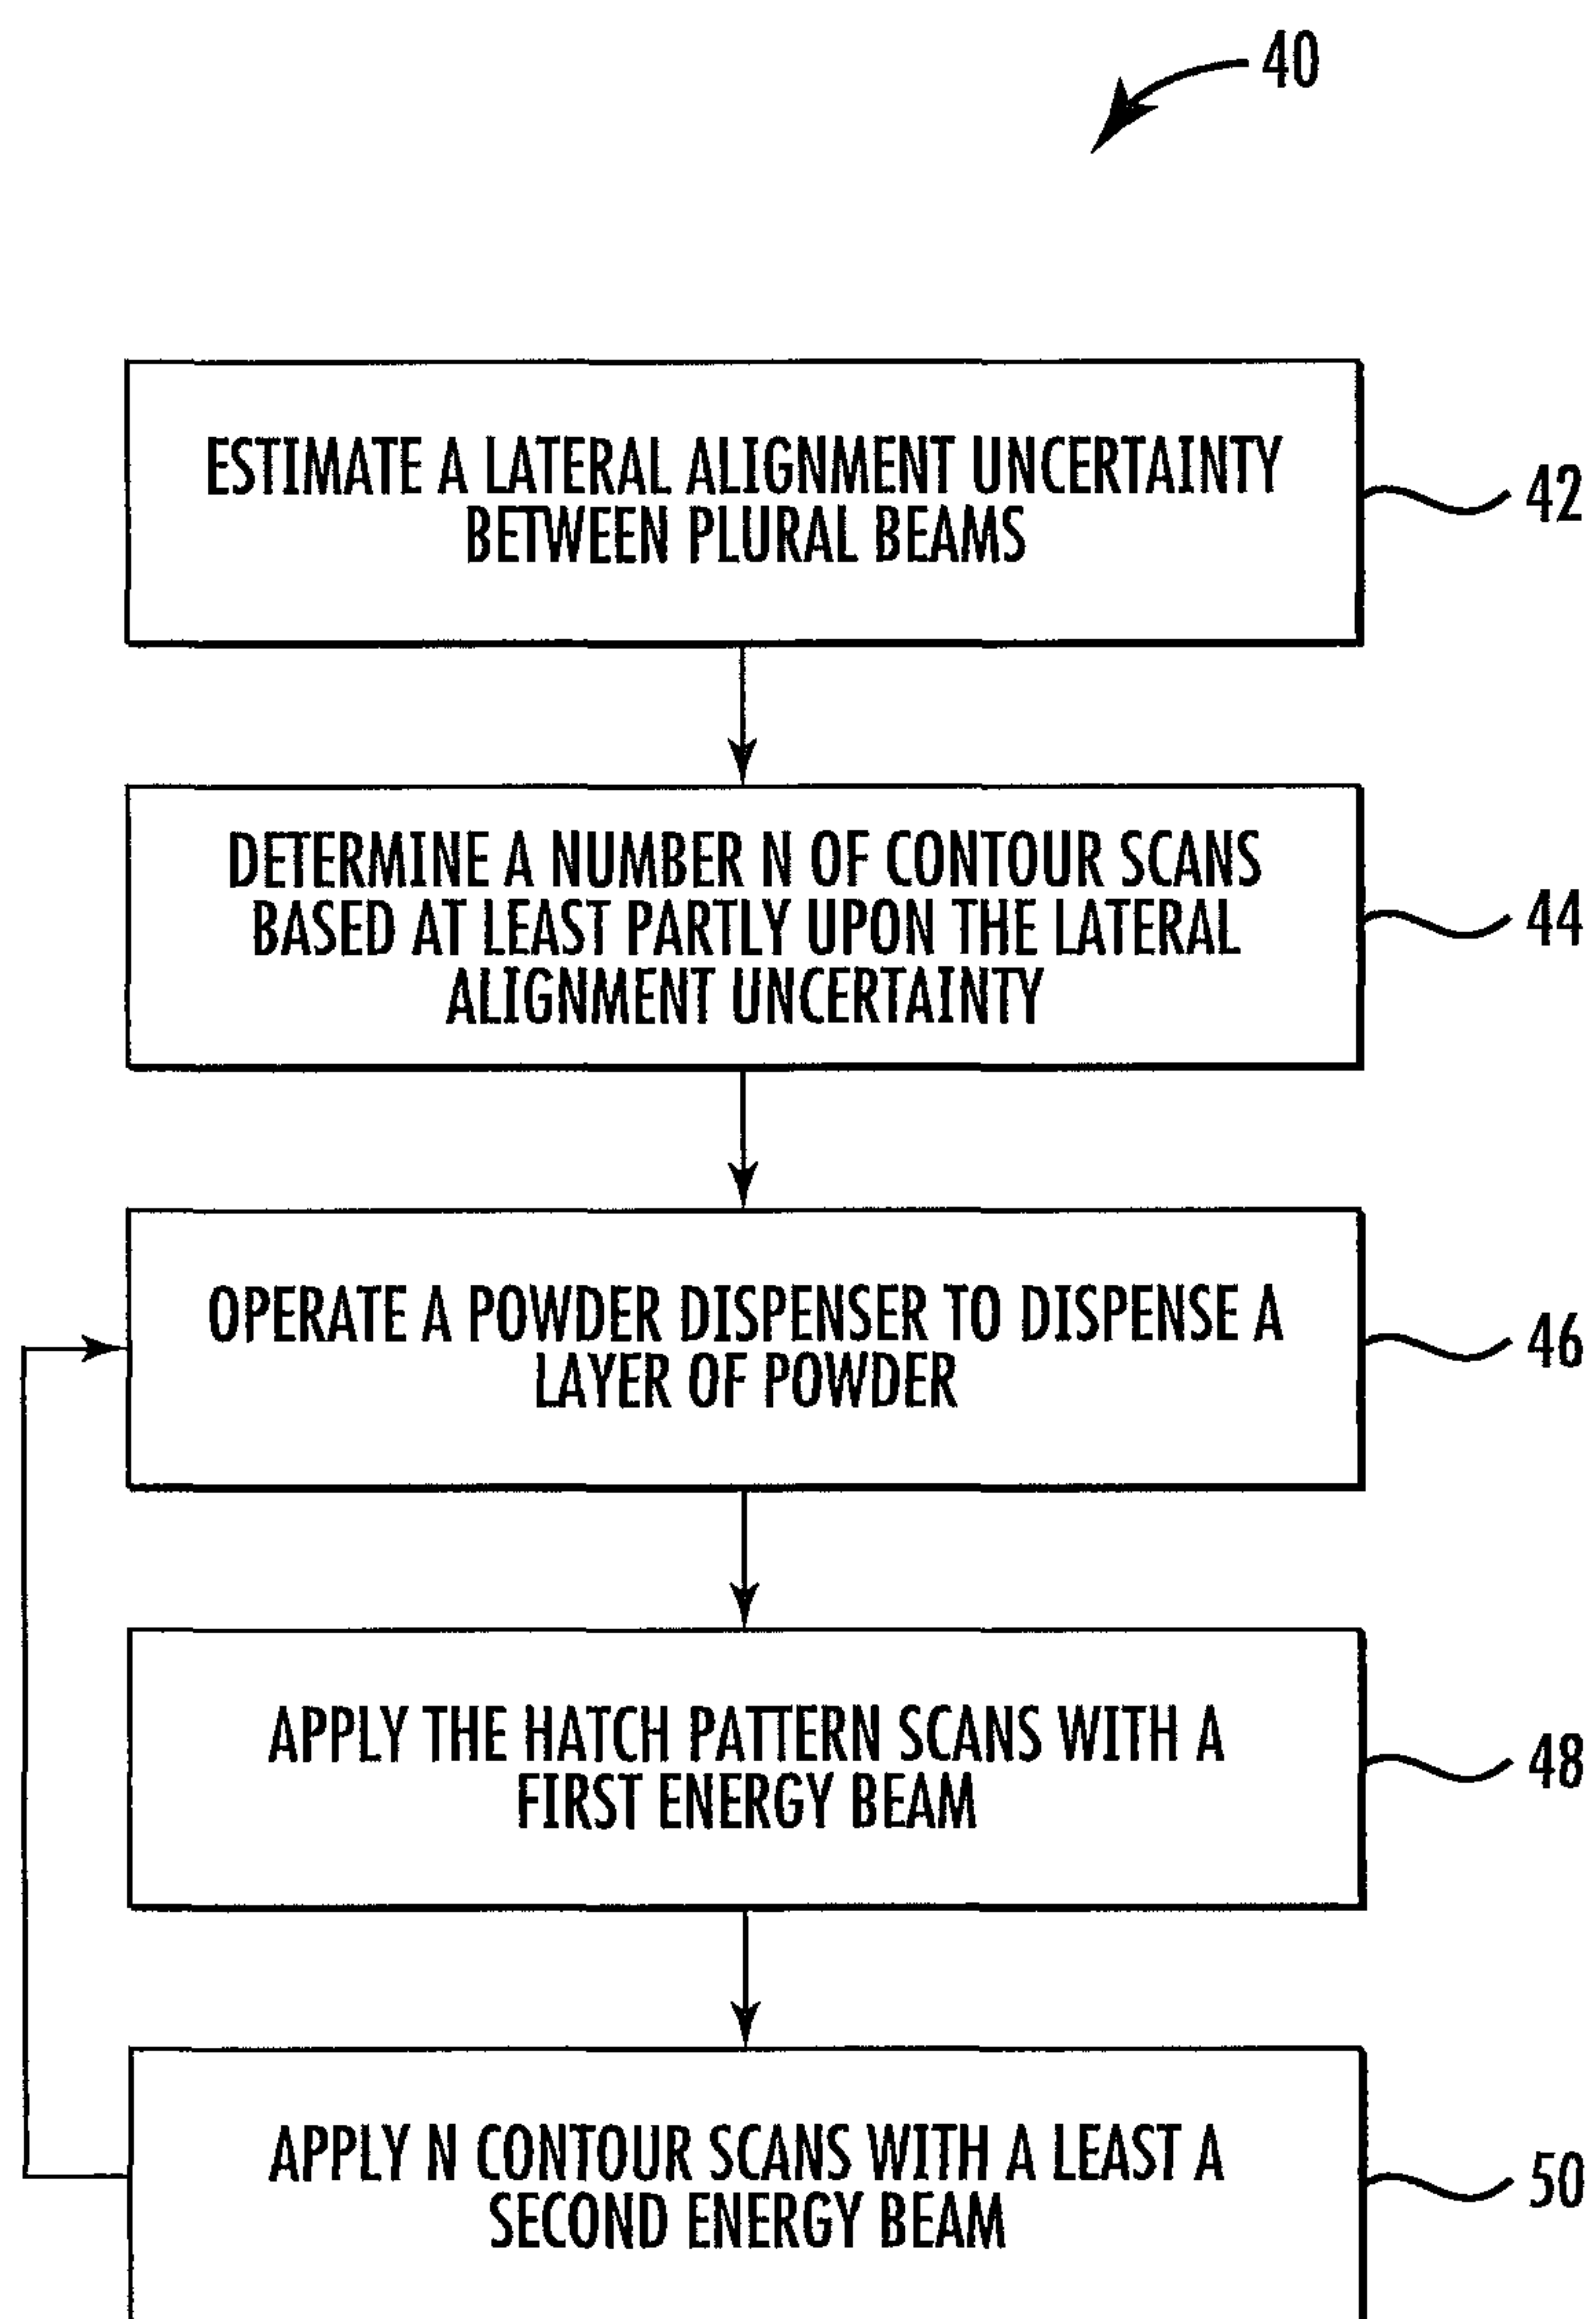 40
ESTIMATE A LATERAL ALIGNMENT UNCERTAINTY
BETWEEN PLURAL BEAMS
42
DETERMINE A NUMBER N OF CONTOUR SCANS
BASED AT LEAST PARTLY UPON THE LATERAL
ALIGNMENT UNCERTAINTY
44
OPERATE A POWDER DISPENSER TO DISPENSE A
LAYER OF POWDER
46
APPLY THE HATCH PATTERN SCANS WITH A
FIRST ENERGY BEAM
48
APPLY N CONTOUR SCANS WITH A LEAST A
SECOND ENERGY BEAM
50